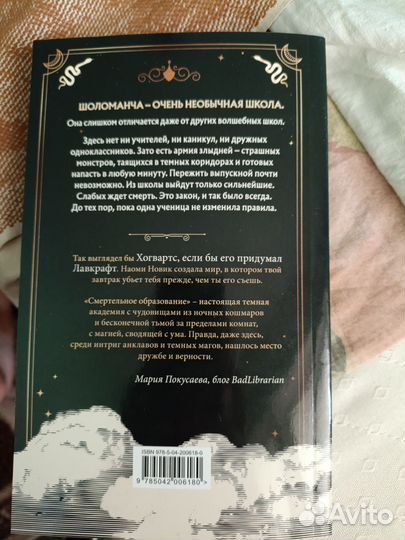 ШОЛОМАНЧА – ОЧЕНЬ НЕОБЫЧНАЯ ШКОЛА.
Она слишком отличается даже от других волшебных школ.
Здесь нет ни учителей, ни каникул, ни дружных
одноклассников. Зато есть армия злыдней – страшных
монстров, таящихся в темных коридорах и готовых
напасть в любую минуту. Пережить выпускной почти
невозможно. Из школы выйдут только сильнейшие.
Слабых ждет смерть. Это закон, и так было всегда.
До тех пор, пока одна ученица не изменила правила.
Так выглядел бы Хогвартс, если бы его придумал
Лавкрафт. Наоми Новик создала мир, в котором твой
завтрак убьет тебя прежде, чем ты его съешь.
«Смертельное образование» – настоящая темная
академия с чудовищами из ночных кошмаров
и бесконечной тьмой за пределами комнат,
с магией, сводящей с ума. Правда, даже здесь,
среди интриг анклавов и темных магов, нашлось место
дружбе и верности.
Мария Покусаева, блог BadLibrarian
ISBN 978-5-04-200618-0
9 785042 006180 >
Avito